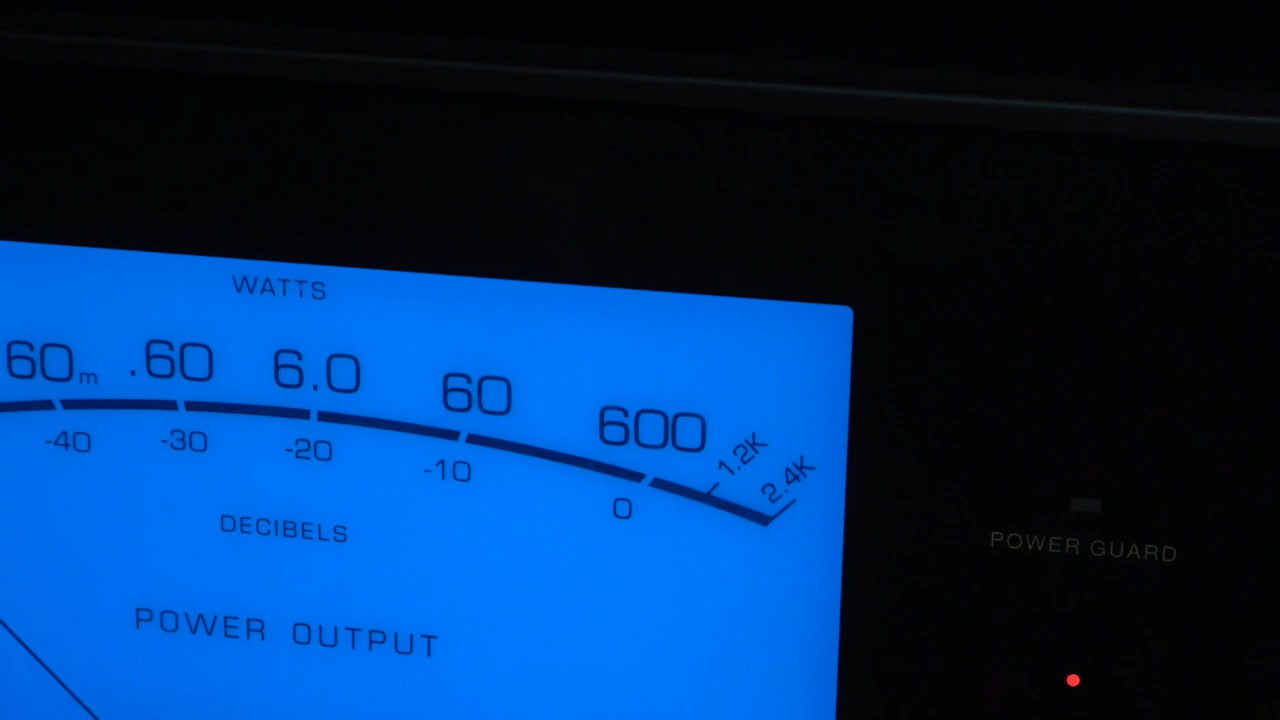 WATTS
60m .60 6.0 60 600 1.2K 2.4K
-40 -30 -20 -10 0
DECIBELS
POWER OUTPUT
POWER GUARD